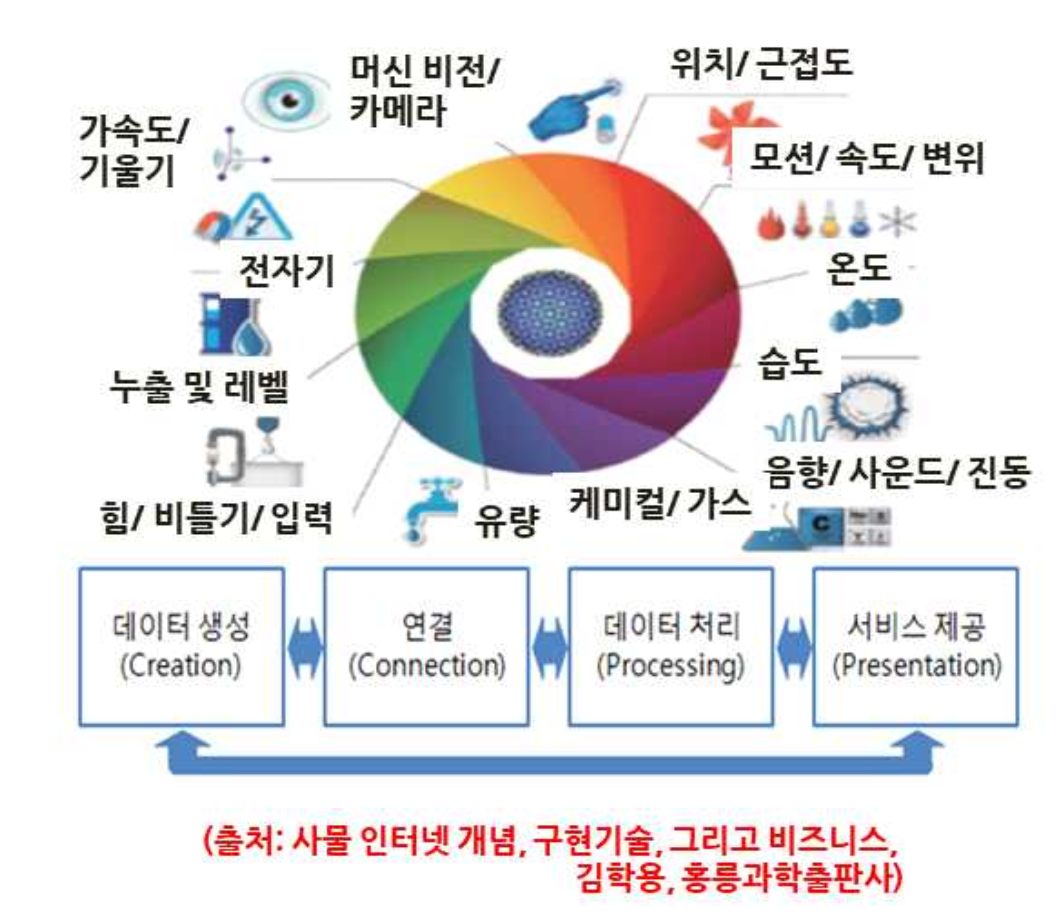 머신 비전/
카메라
위치/ 근접도
가속도/
기울기
모션/ 속도/ 변위
전자기
온도
습도
누출 및 레벨
음향/ 사운드/ 진동
힘/ 비틀기/ 입력
유량
케미컬/ 가스
C
데이터 생성
(Creation)
연결
(Connection)
데이터 처리
(Processing)
서비스 제공
(Presentation)
(출처: 사물 인터넷 개념, 구현기술, 그리고 비즈니스,
김학용, 홍릉과학출판사)